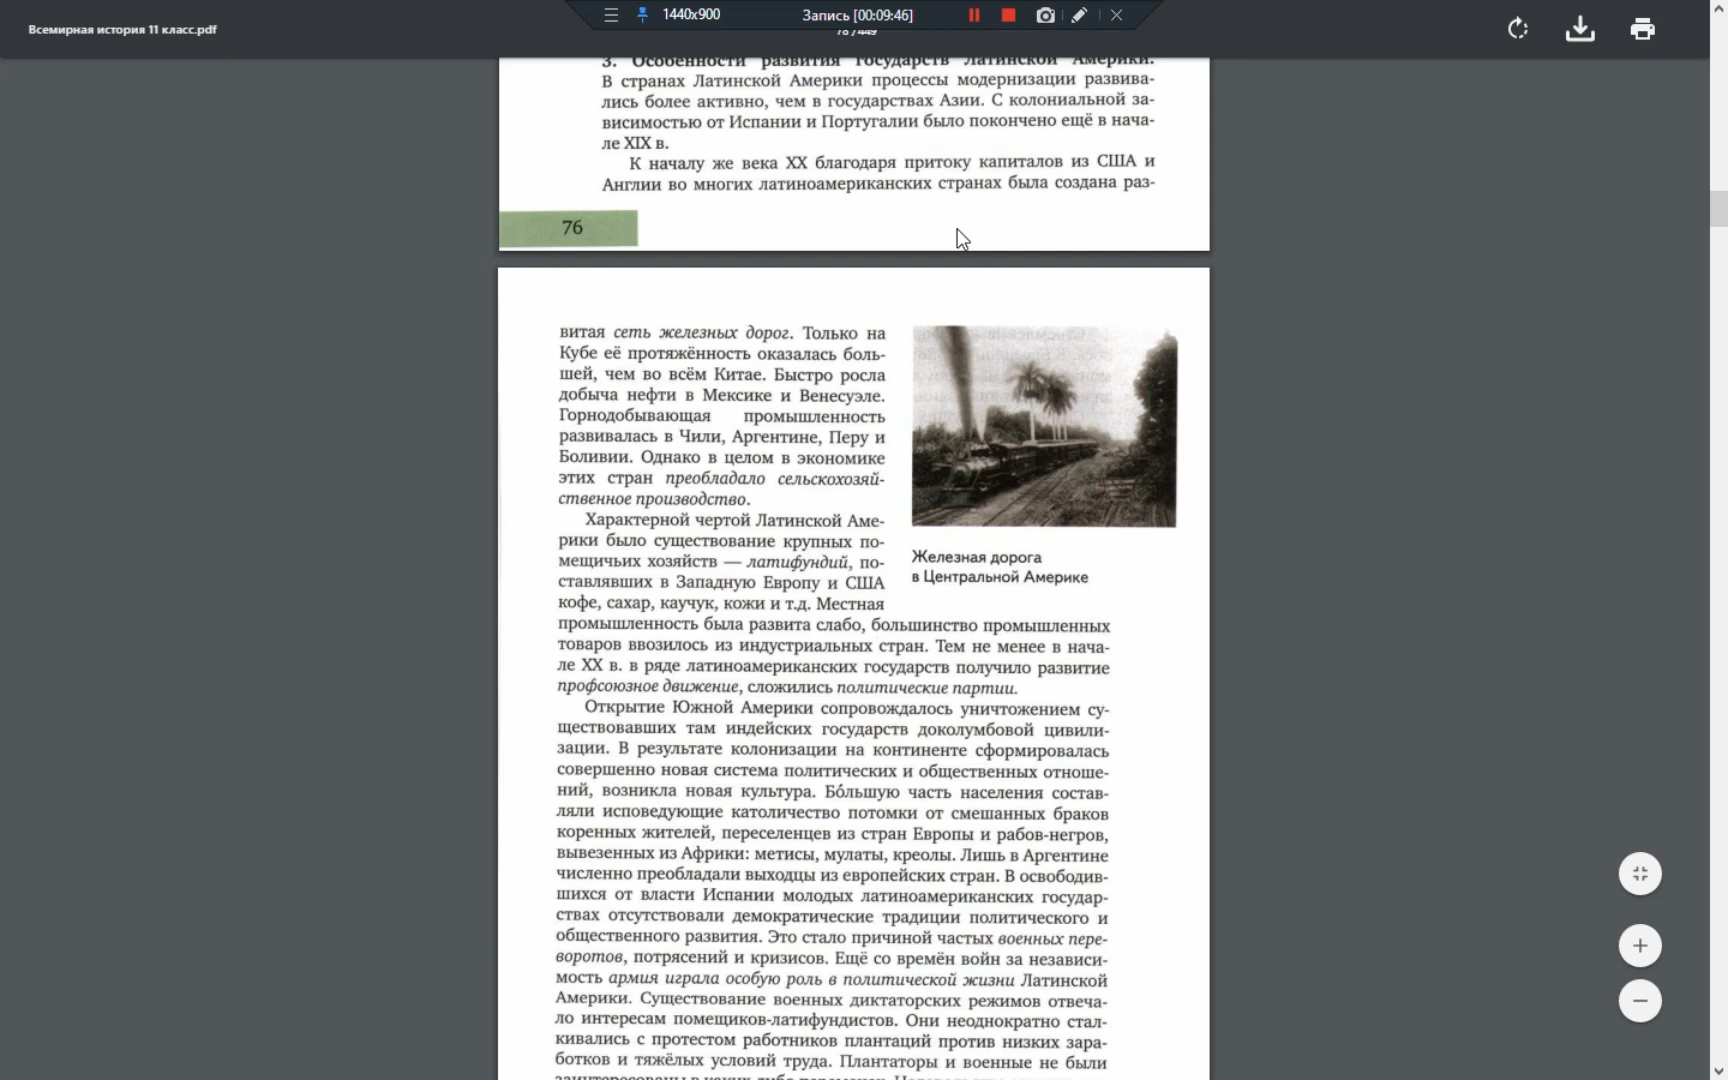 1440x900
Запись [00:09:46]
Всемирная история 11 класс.pdf
78 / 449
3. Особенности развития государств Латинской Америки.
В странах Латинской Америки процессы модернизации развива-
лись более активно, чем в государствах Азии. С колониальной за-
висимостью от Испании и Португалии было покончено ещё в нача-
ле XIX в.
К началу же века XX благодаря притоку капиталов из США и
Англии во многих латиноамериканских странах была создана раз-
76
витая сеть железных дорог. Только на
Кубе её протяжённость оказалась боль-
шей, чем во всём Китае. Быстро росла
добыча нефти в Мексике и Венесуэле.
Горнодобывающая промышленность
развивалась в Чили, Аргентине, Перу и
Боливии. Однако в целом в экономике
этих стран преобладало сельскохозяй-
ственное производство.
Характерной чертой Латинской Аме-
рики было существование крупных по-
мещичьих хозяйств — латифундий, по-
ставлявших в Западную Европу и США
кофе, сахар, каучук, кожи и т.д. Местная
промышленность была развита слабо, большинство промышленных
товаров ввозилось из индустриальных стран. Тем не менее в нача-
ле XX в. в ряде латиноамериканских государств получило развитие
профсоюзное движение, сложились политические партии.
Железная дорога
в Центральной Америке
Открытие Южной Америки сопровождалось уничтожением су-
ществовавших там индейских государств доколумбовой цивили-
зации. В результате колонизации на континенте сформировалась
совершенно новая система политических и общественных отноше-
ний, возникла новая культура. Бо́льшую часть населения состав-
ляли исповедующие католичество потомки от смешанных браков
коренных жителей, переселенцев из стран Европы и рабов-негров,
вывезенных из Африки: метисы, мулаты, креолы. Лишь в Аргентине
численно преобладали выходцы из европейских стран. В освободив-
шихся от власти Испании молодых латиноамериканских государ-
ствах отсутствовали демократические традиции политического и
общественного развития. Это стало причиной частых военных пере-
воротов, потрясений и кризисов. Ещё со времён войн за независи-
мость армия играла особую роль в политической жизни Латинской
Америки. Существование военных диктаторских режимов отвеча-
ло интересам помещиков-латифундистов. Они неоднократно стал-
кивались с протестом работников плантаций против низких зара-
ботков и тяжёлых условий труда. Плантаторы и военные не были